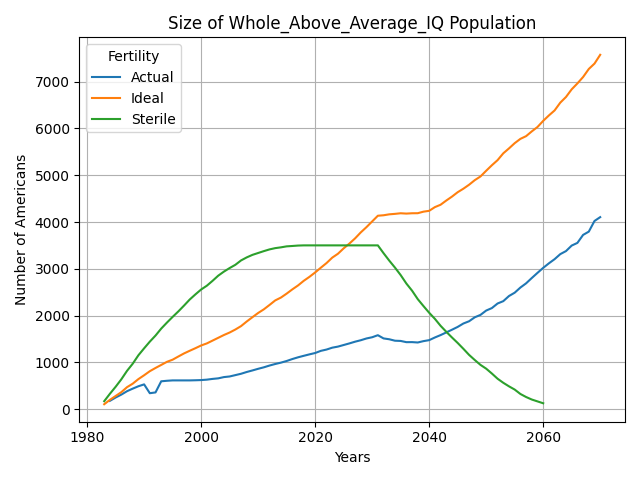 Size of Whole_Above_Average_IQ Population
Fertility
Actual
Ideal
Sterile
Number of Americans
7000
6000
5000
4000
3000
2000
1000
0
1980
2000
2020
2040
2060
Years